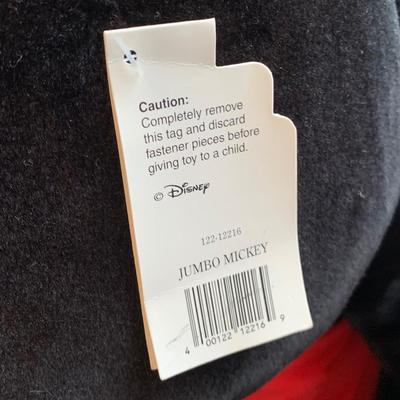 Caution:
Completely remove
this tag and discard
fastener pieces before
giving toy to a child.
© Disney
122-12216
JUMBO MICKEY
4 00122 12216 9